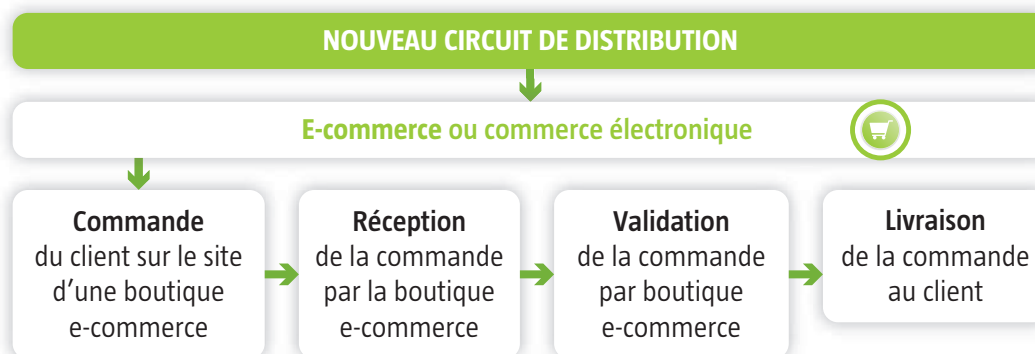 NOUVEAU CIRCUIT DE DISTRIBUTION
E-commerce ou commerce électronique
Commande
du client sur le site
d'une boutique
e-commerce
Réception
de la commande
par la boutique
e-commerce
Validation
de la commande
par boutique
e-commerce
Livraison
de la commande
au client